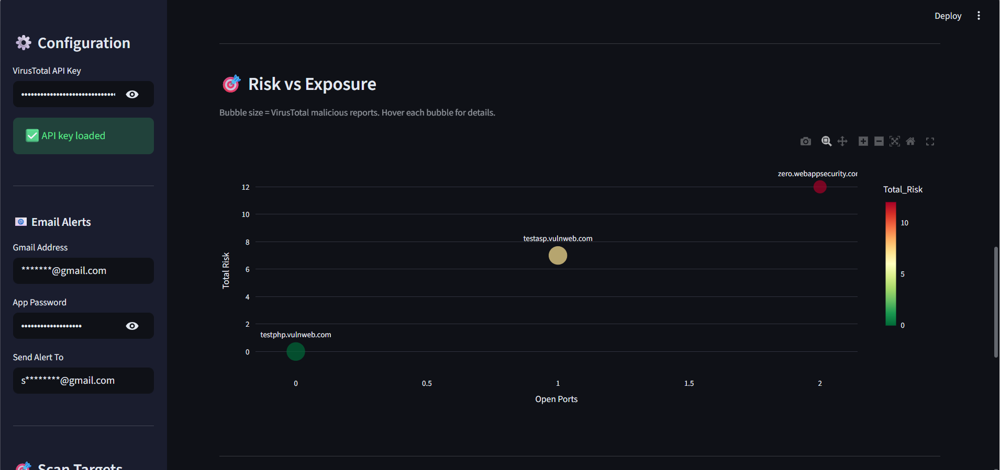 Deploy
Configuration
VirusTotal API Key
API key loaded
Email Alerts
Gmail Address
*******@gmail.com
App Password
Send Alert To
s********@gmail.com
Scan Targets
Risk vs Exposure
Bubble size = VirusTotal malicious reports. Hover each bubble for details.
zero.webappsecurity.com
testasp.vulnweb.com
testphp.vulnweb.com
Total Risk
12
10
8
6
4
2
0
0
0.5
1
1.5
2
Open Ports
Total_Risk
10
5
0